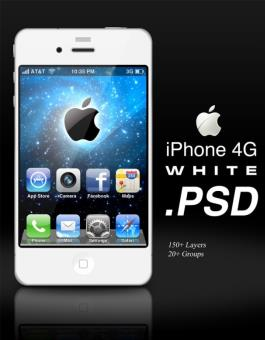 AT&T 10:35 PM 3G
iPhone 4G
WHITE
.PSD
App Store iCamera Facebook Maps
Phone iMail Settings Safari
150+ Layers
20+ Groups